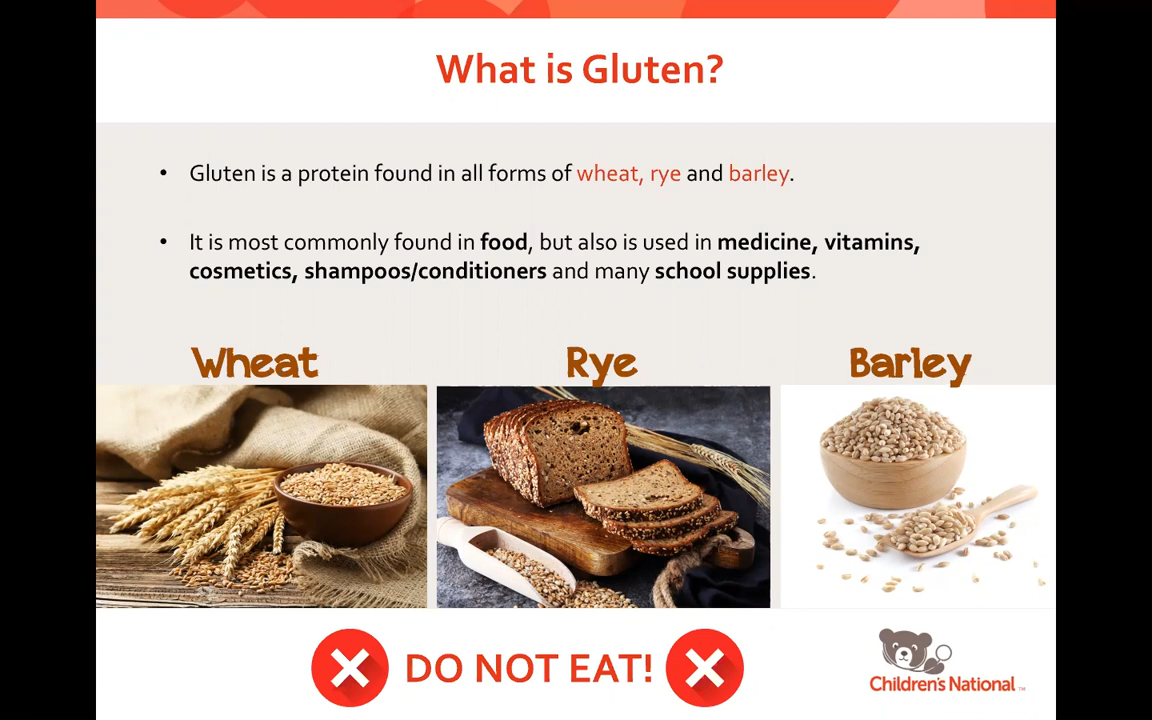 What is Gluten?
• Gluten is a protein found in all forms of wheat, rye and barley.
• It is most commonly found in food, but also is used in medicine, vitamins,
cosmetics, shampoos/conditioners and many school supplies.
Wheat
Rye
Barley
DO NOT EAT!
Children's National ™